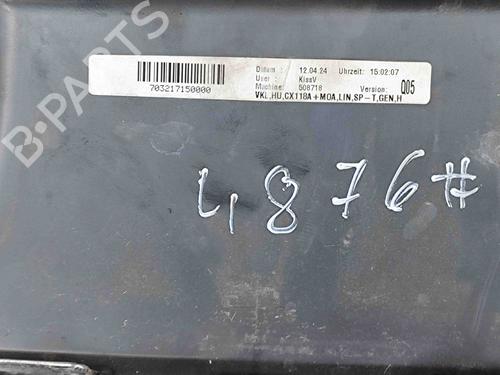 Datum : 12.04.24 Uhrzeit: 15:02:07
User : KissV
Machine: 508718 Version: Q05
VKL,HU,CX118A+MOA,LIN,SP-T,GEN,H
703217150000
4876#
B-PARTS